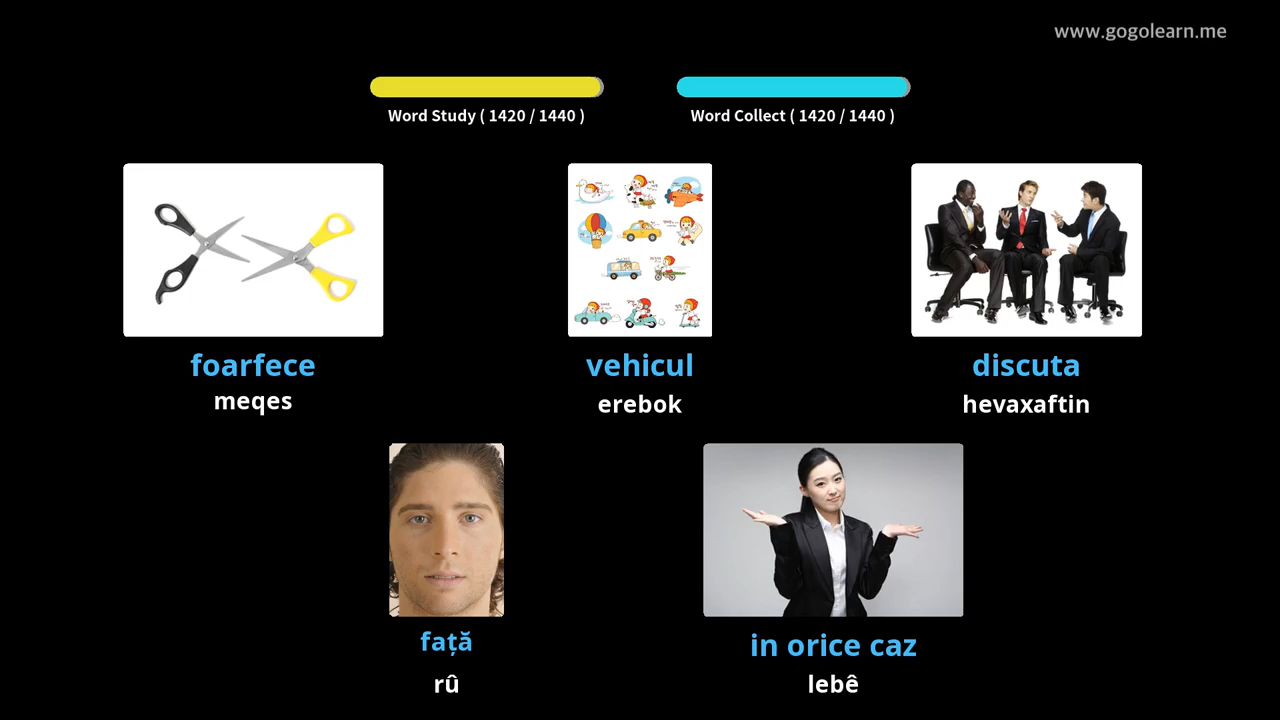 www.gogolearn.me
Word Study ( 1420 / 1440 )
Word Collect ( 1420 / 1440 )
foarfece
meqes
vehicul
erebok
discuta
hevaxaftin
față
rû
in orice caz
lebê